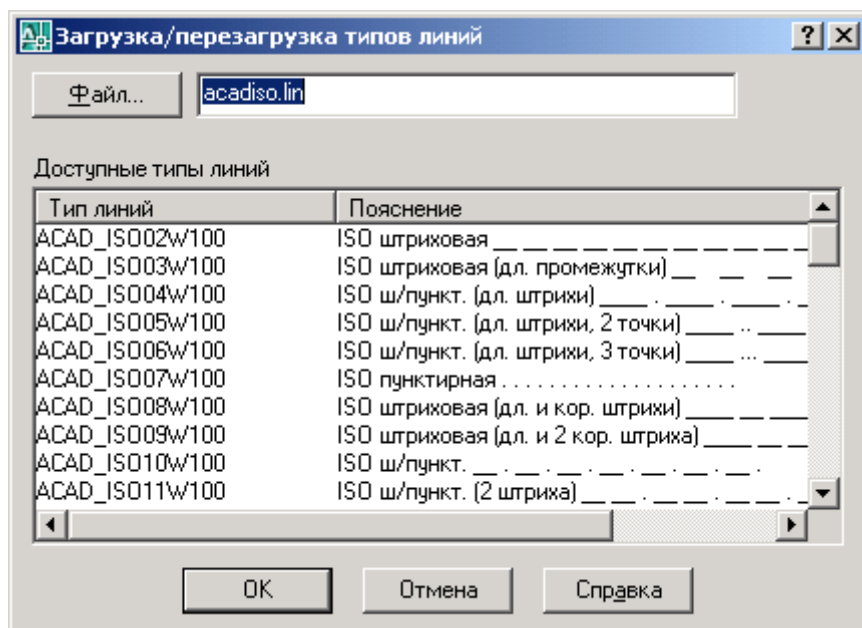 Загрузка/перезагрузка типов линий
Файл... acadiso.lin
Доступные типы линий
Тип линий Пояснение
ACAD_ISO02W100 ISO штриховая __ __ __ __ __ __ __ __ __ __
ACAD_ISO03W100 ISO штриховая (дл. промежутки) __ __ __
ACAD_ISO04W100 ISO ш/пункт. (дл. штрихи) ____ . ____ . ____ . _
ACAD_ISO05W100 ISO ш/пункт. (дл. штрихи, 2 точки) ____ .. ____
ACAD_ISO06W100 ISO ш/пункт. (дл. штрихи, 3 точки) ____ ... ____
ACAD_ISO07W100 ISO пунктирная . . . . . . . . . . . . . . . . . . . .
ACAD_ISO08W100 ISO штриховая (дл. и кор. штрихи) ____ __ ____
ACAD_ISO09W100 ISO штриховая (дл. и 2 кор. штриха) ____ __ __
ACAD_ISO10W100 ISO ш/пункт. __ . __ . __ . __ . __ . __ . __ .
ACAD_ISO11W100 ISO ш/пункт. (2 штриха) __ __ . __ __ . __ __ . _
OK Отмена Справка